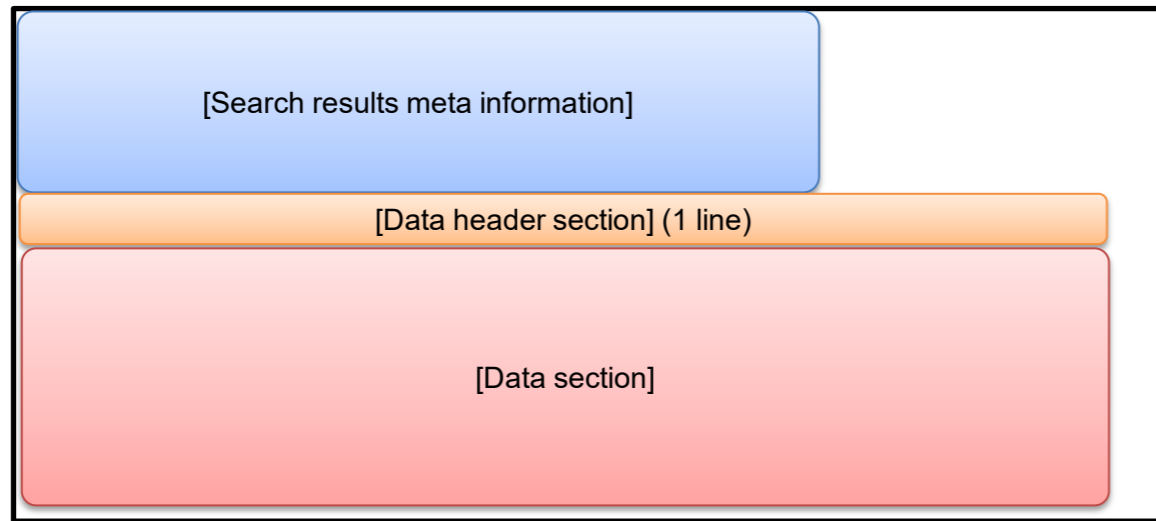 [Search results meta information]
[Data header section] (1 line)
[Data section]